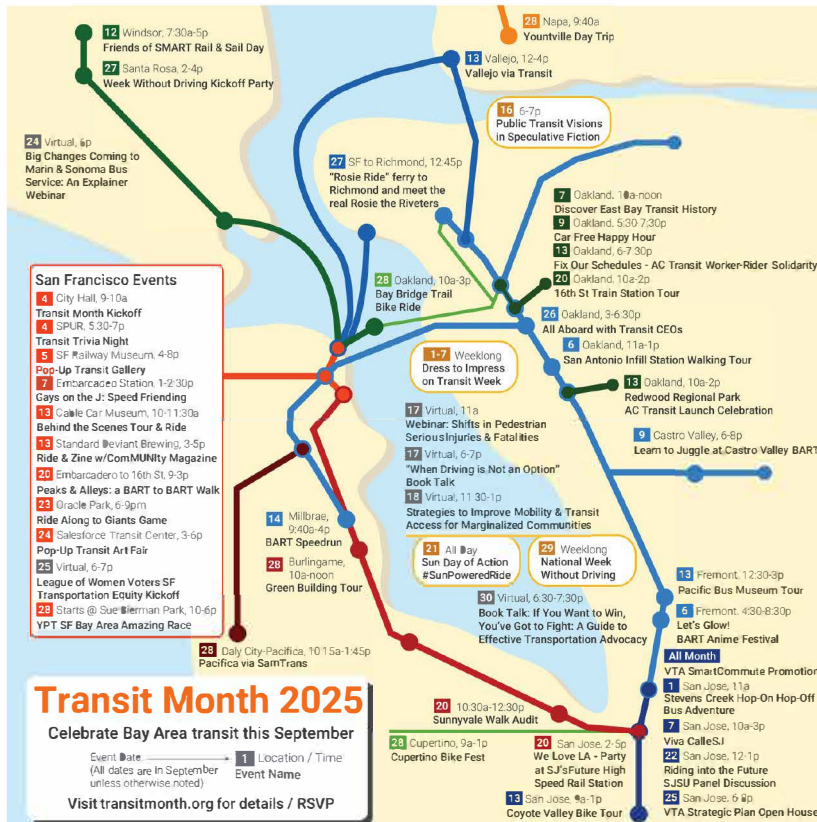 28 Napa, 9:40a
Yountville Day Trip
12 Windsor, 7:30a-5p
Friends of SMART Rail & Sail Day
27 Santa Rosa, 2-4p
Week Without Driving Kickoff Party
13 Vallejo, 12-4p
Vallejo via Transit
16 6-7p
Public Transit Visions
in Speculative Fiction
24 Virtual, 6p
Big Changes Coming to
Marin & Sonoma Bus
Service: An Explainer
Webinar
27 SF to Richmond, 12:45p
"Rosie Ride" ferry to
Richmond and meet the
real Rosie the Riveters
7 Oakland, 10a-noon
Discover East Bay Transit History
9 Oakland, 5:30-7:30p
Car Free Happy Hour
13 Oakland, 6-7:30p
Fix Our Schedules - AC Transit Worker-Rider Solidarity
20 Oakland, 10a-2p
16th St Train Station Tour
28 Oakland, 10a-3p
Bay Bridge Trail
Bike Ride
26 Oakland, 3-6:30p
All Aboard with Transit CEOs
6 Oakland, 11a-1p
San Antonio Infill Station Walking Tour
13 Oakland, 10a-2p
Redwood Regional Park
AC Transit Launch Celebration
9 Castro Valley, 6-8p
Learn to Juggle at Castro Valley BART
San Francisco Events
4 City Hall, 9-10a
Transit Month Kickoff
4 SPUR, 5:30-7p
Transit Trivia Night
5 SF Railway Museum, 4-8p
Pop-Up Transit Gallery
7 Embarcadero Station, 1-2:30p
Gays on the J: Speed Friending
13 Cable Car Museum, 10-11:30a
Behind the Scenes Tour & Ride
13 Standard Deviant Brewing, 3-5p
Ride & Zine w/ComMUNIty Magazine
20 Embarcadero to 16th St, 9-3p
Peaks & Alleys: a BART to BART Walk
23 Oracle Park, 6-9pm
Ride Along to Giants Game
24 Salesforce Transit Center, 3-6p
Pop-Up Transit Art Fair
25 Virtual, 6-7p
League of Women Voters SF
Transportation Equity Kickoff
28 Starts @ Sue Bierman Park, 10-6p
YPT SF Bay Area Amazing Race
1-7 Weeklong
Dress to Impress
on Transit Week
17 Virtual, 11a
Webinar: Shifts in Pedestrian
Serious Injuries & Fatalities
17 Virtual, 6-7p
"When Driving is Not an Option"
Book Talk
18 Virtual, 11:30-1p
Strategies to Improve Mobility & Transit
Access for Marginalized Communities
21 All Day
Sun Day of Action
#SunPoweredRide
29 Weeklong
National Week
Without Driving
30 Virtual, 6:30-7:30p
Book Talk: If You Want to Win,
You've Got to Fight: A Guide to
Effective Transportation Advocacy
14 Millbrae,
9:40a-4p
BART Speedrun
28 Burlingame,
10a-noon
Green Building Tour
28 Daly City-Pacifica, 10:15a-1:45p
Pacifica via SamTrans
13 Fremont, 12:30-3p
Pacific Bus Museum Tour
6 Fremont, 4:30-8:30p
Let's Glow!
BART Anime Festival
All Month
VTA SmartCommute Promotion
1 San Jose, 11a
Stevens Creek Hop-On Hop-Off
Bus Adventure
7 San Jose, 10a-3p
Viva CalleSJ
22 San Jose, 12-1p
Riding into the Future
SJSU Panel Discussion
25 San Jose, 6-8p
VTA Strategic Plan Open House
20 10:30a-12:30p
Sunnyvale Walk Audit
28 Cupertino, 9a-1p
Cupertino Bike Fest
20 San Jose, 2-5p
We Love LA - Party
at SJ's Future High
Speed Rail Station
13 San Jose, 9a-1p
Coyote Valley Bike Tour
Transit Month 2025
Celebrate Bay Area transit this September
Event Date
(All dates are in September
unless otherwise noted)
1 Location / Time
Event Name
Visit transitmonth.org for details / RSVP